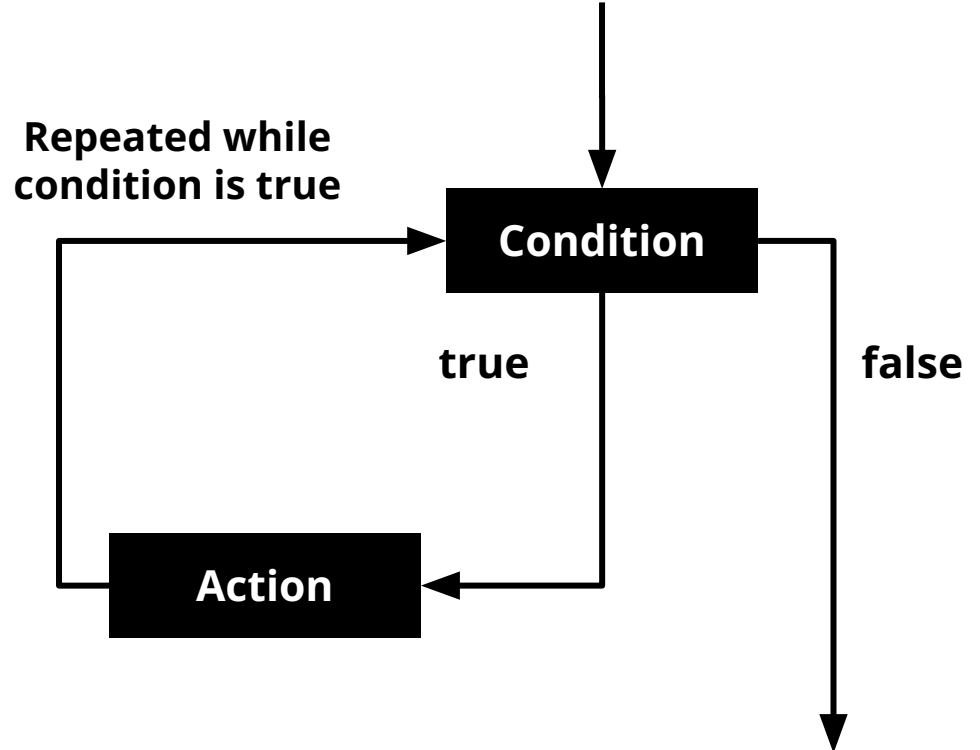 Repeated while
condition is true
Condition
true
false
Action